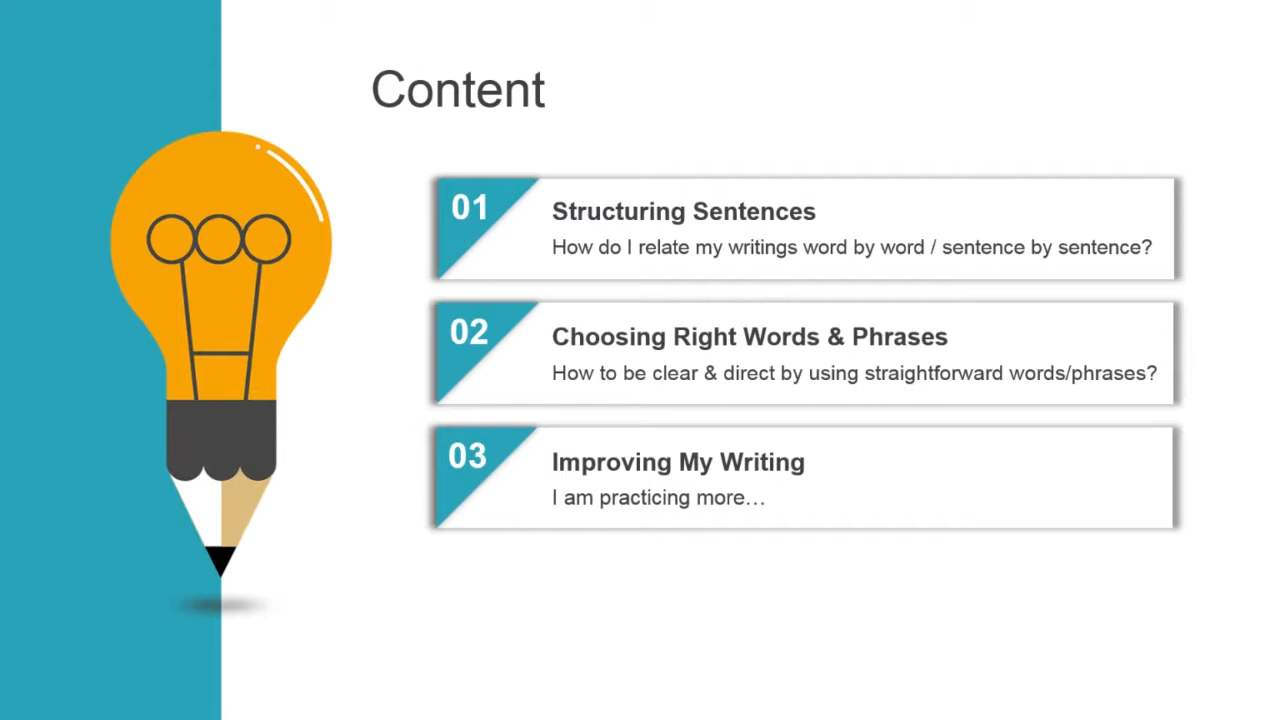 Content
01
Structuring Sentences
How do I relate my writings word by word / sentence by sentence?
02
Choosing Right Words & Phrases
How to be clear & direct by using straightforward words/phrases?
03
Improving My Writing
I am practicing more…